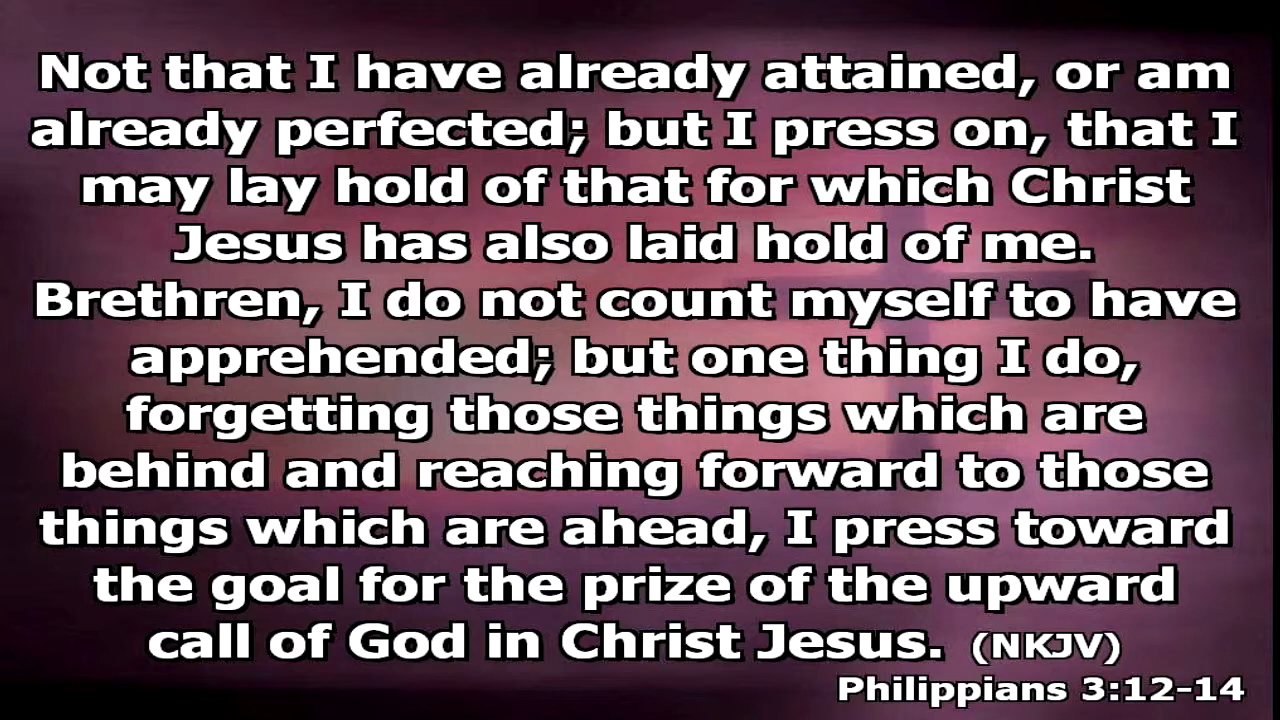 Not that I have already attained, or am
already perfected; but I press on, that I
may lay hold of that for which Christ
Jesus has also laid hold of me.
Brethren, I do not count myself to have
apprehended; but one thing I do,
forgetting those things which are
behind and reaching forward to those
things which are ahead, I press toward
the goal for the prize of the upward
call of God in Christ Jesus. (NKJV)
Philippians 3:12-14